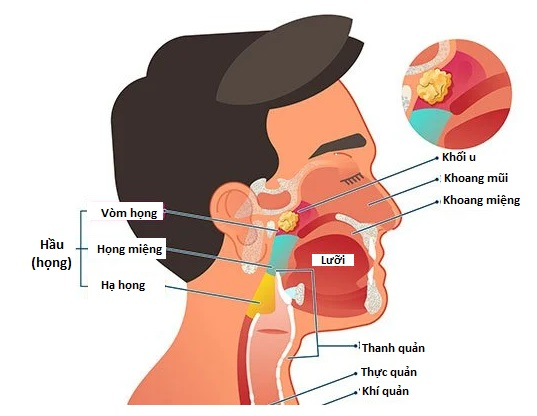 Khối u
Khoang mũi
Khoang miệng
Vòm họng
Hầu
(họng)
Họng miệng
Lưỡi
Hạ họng
Thanh quản
Thực quản
Khí quản